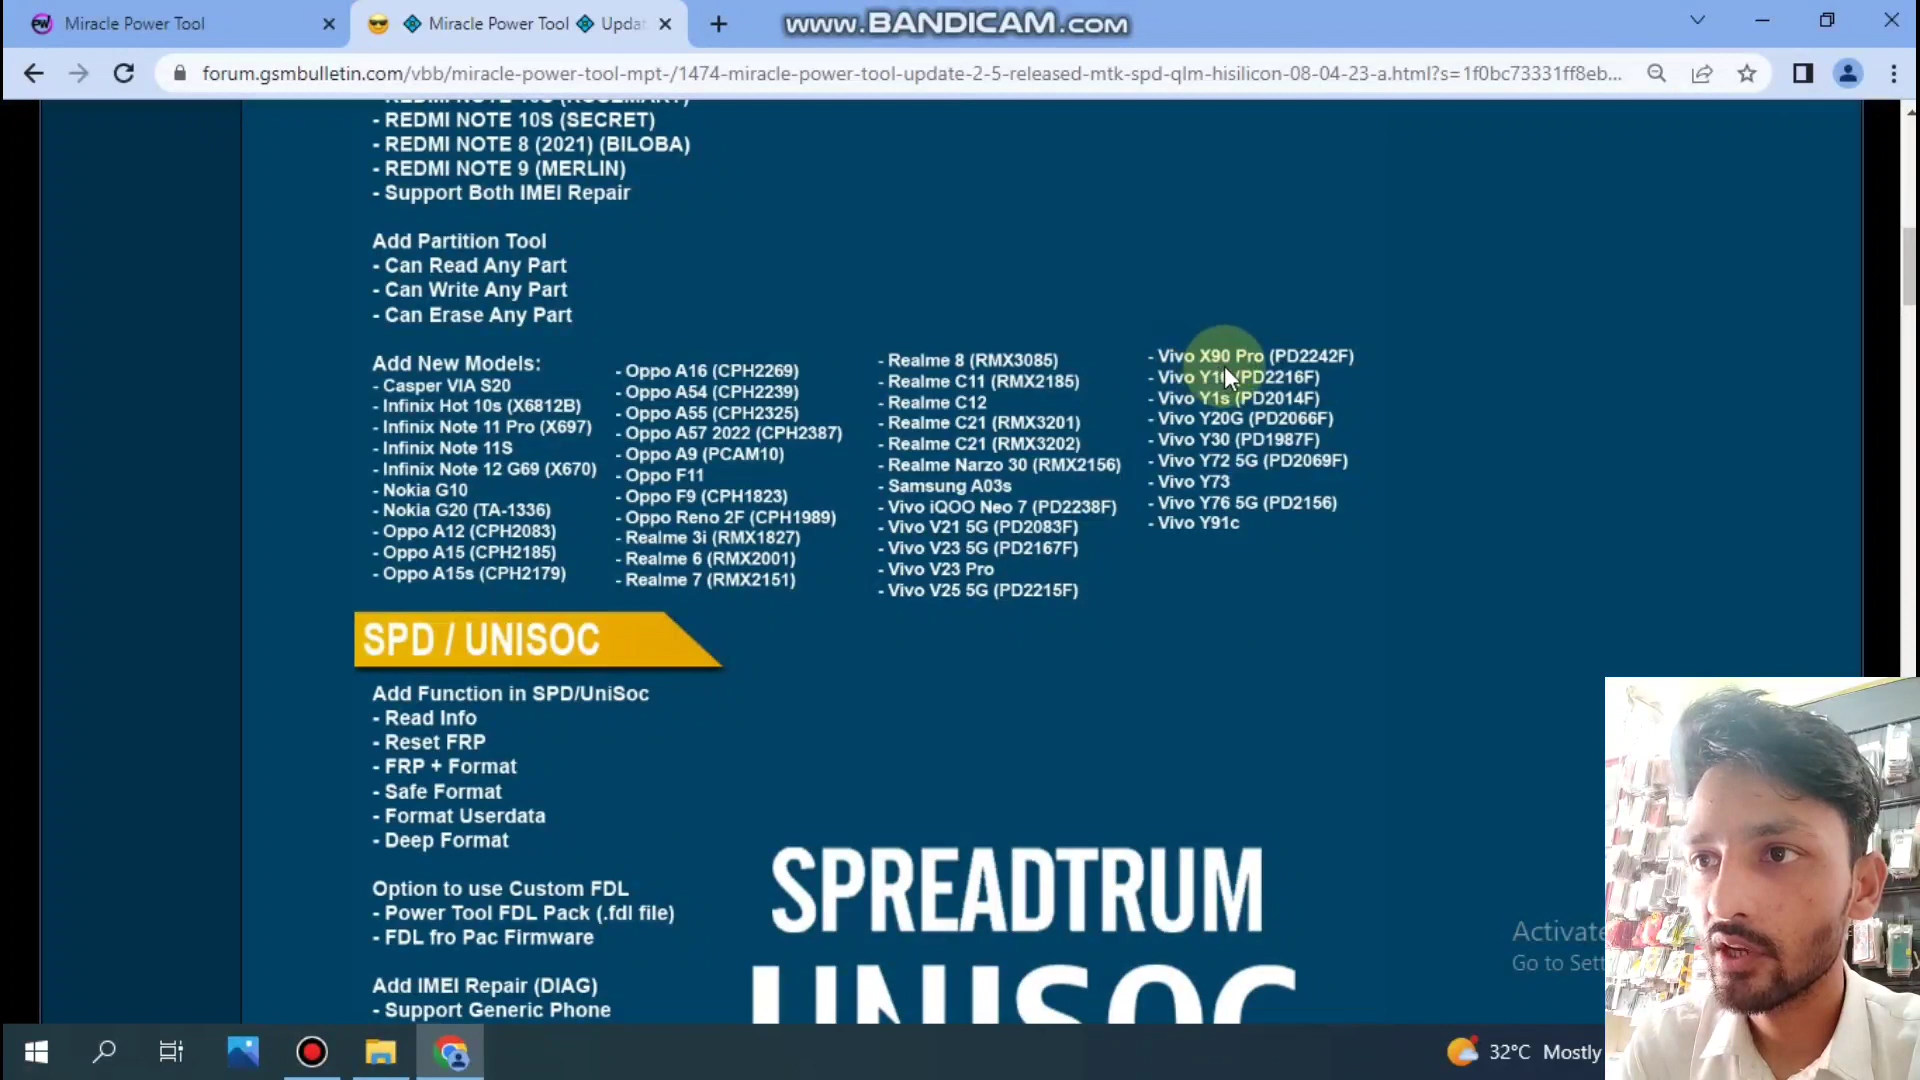 Miracle Power Tool
Miracle Power Tool
Updat
www.BANDICAM.com
forum.gsmbulletin.com/vbb/miracle-power-tool-mpt-/1474-miracle-power-tool-update-2-5-released-mtk-spd-qlm-hisilicon-08-04-23-a.html?s=1f0bc73331ff8eb...
- REDMI NOTE 10S (ROSEMARY)
- REDMI NOTE 10S (SECRET)
- REDMI NOTE 8 (2021) (BILOBA)
- REDMI NOTE 9 (MERLIN)
- Support Both IMEI Repair
Add Partition Tool
- Can Read Any Part
- Can Write Any Part
- Can Erase Any Part
Add New Models:
- Casper VIA S20
- Infinix Hot 10s (X6812B)
- Infinix Note 11 Pro (X697)
- Infinix Note 11S
- Infinix Note 12 G69 (X670)
- Nokia G10
- Nokia G20 (TA-1336)
- Oppo A12 (CPH2083)
- Oppo A15 (CPH2185)
- Oppo A15s (CPH2179)
- Oppo A16 (CPH2269)
- Oppo A54 (CPH2239)
- Oppo A55 (CPH2325)
- Oppo A57 2022 (CPH2387)
- Oppo A9 (PCAM10)
- Oppo F11
- Oppo F9 (CPH1823)
- Oppo Reno 2F (CPH1989)
- Realme 3i (RMX1827)
- Realme 6 (RMX2001)
- Realme 7 (RMX2151)
- Realme 8 (RMX3085)
- Realme C11 (RMX2185)
- Realme C12
- Realme C21 (RMX3201)
- Realme C21 (RMX3202)
- Realme Narzo 30 (RMX2156)
- Samsung A03s
- Vivo iQOO Neo 7 (PD2238F)
- Vivo V21 5G (PD2083F)
- Vivo V23 5G (PD2167F)
- Vivo V23 Pro
- Vivo V25 5G (PD2215F)
- Vivo X90 Pro (PD2242F)
- Vivo (PD2216F)
- Vivo Y1s (PD2014F)
- Vivo Y20G (PD2066F)
- Vivo Y30 (PD1987F)
- Vivo Y72 5G (PD2069F)
- Vivo Y73
- Vivo Y76 5G (PD2156)
- Vivo Y91c
SPD / UNISOC
Add Function in SPD/UniSoc
- Read Info
- Reset FRP
- FRP + Format
- Safe Format
- Format Userdata
- Deep Format
Option to use Custom FDL
- Power Tool FDL Pack (.fdl file)
- FDL fro Pac Firmware
Add IMEI Repair (DIAG)
- Support Generic Phone
SPREADTRUM
UNISOC
Activate
Go to Sett
32°C Mostly